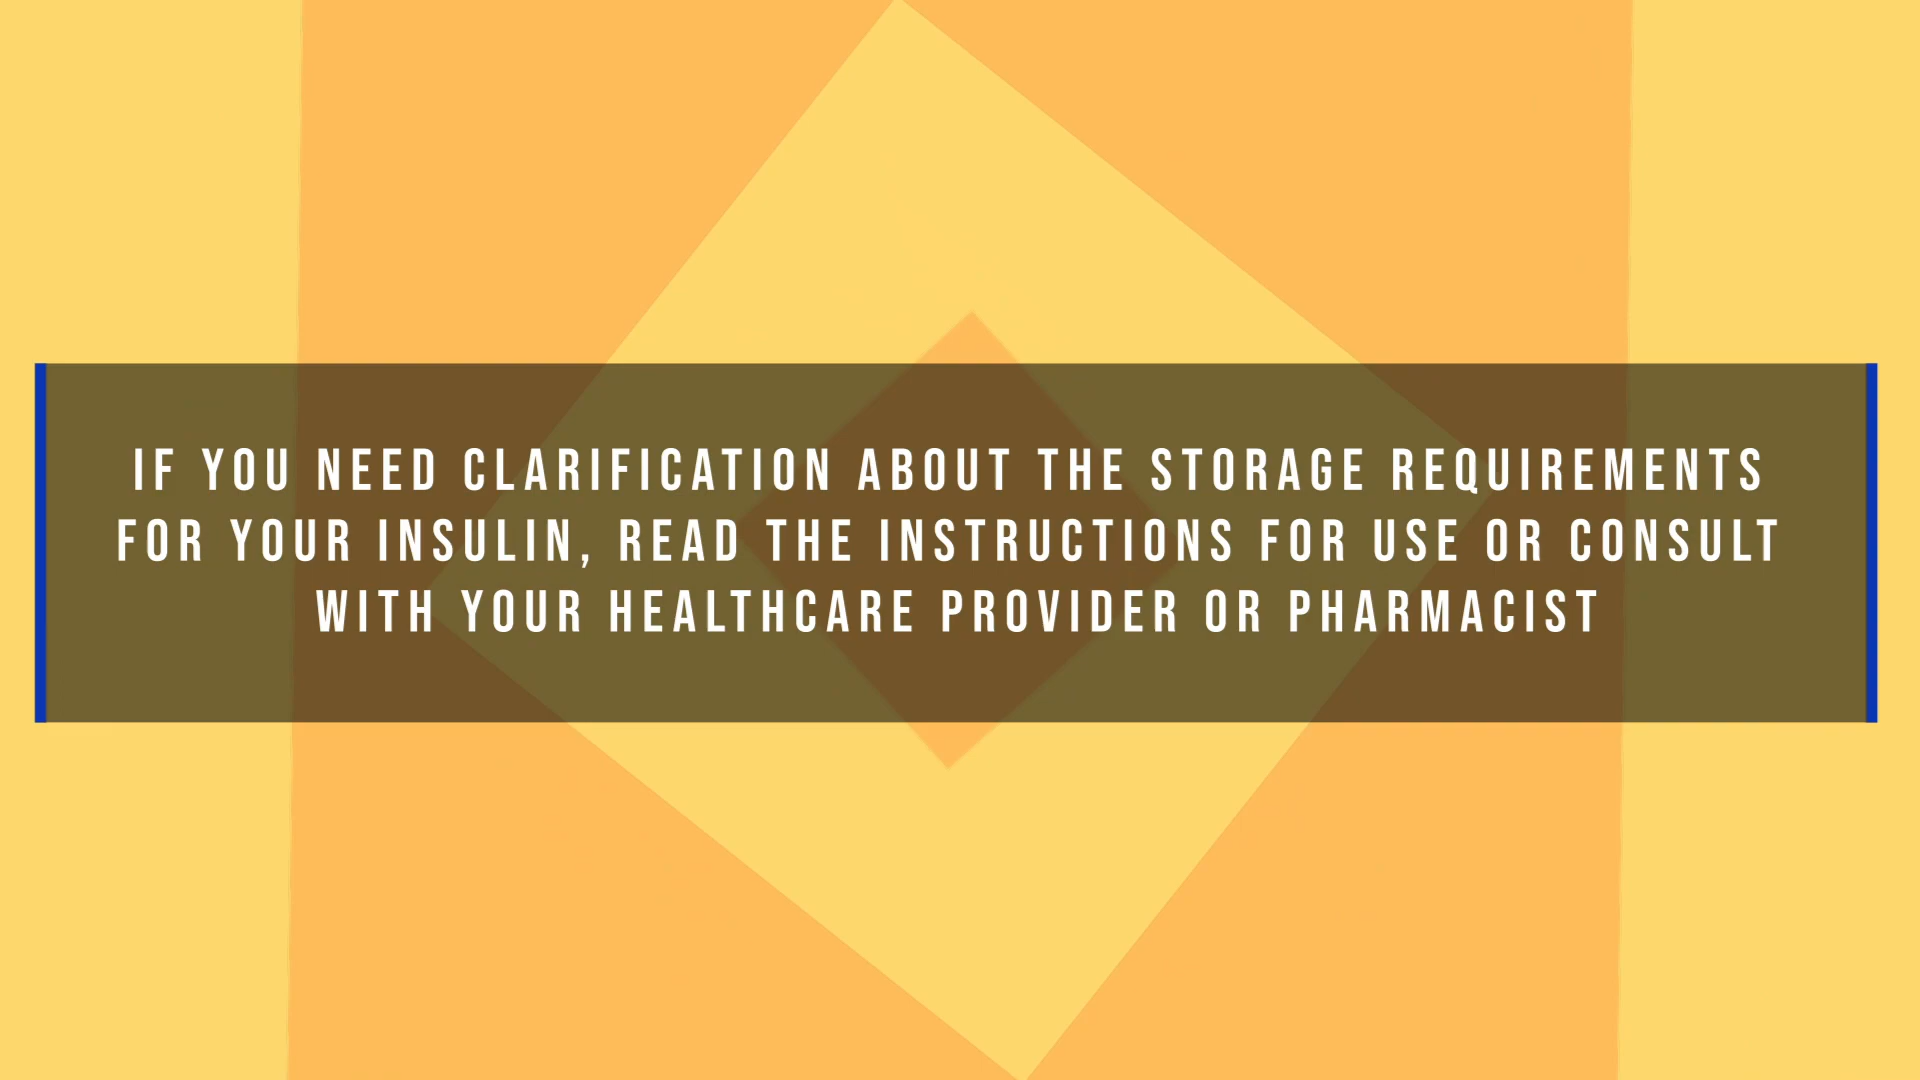 IF YOU NEED CLARIFICATION ABOUT THE STORAGE REQUIREMENTS
FOR YOUR INSULIN, READ THE INSTRUCTIONS FOR USE OR CONSULT
WITH YOUR HEALTHCARE PROVIDER OR PHARMACIST